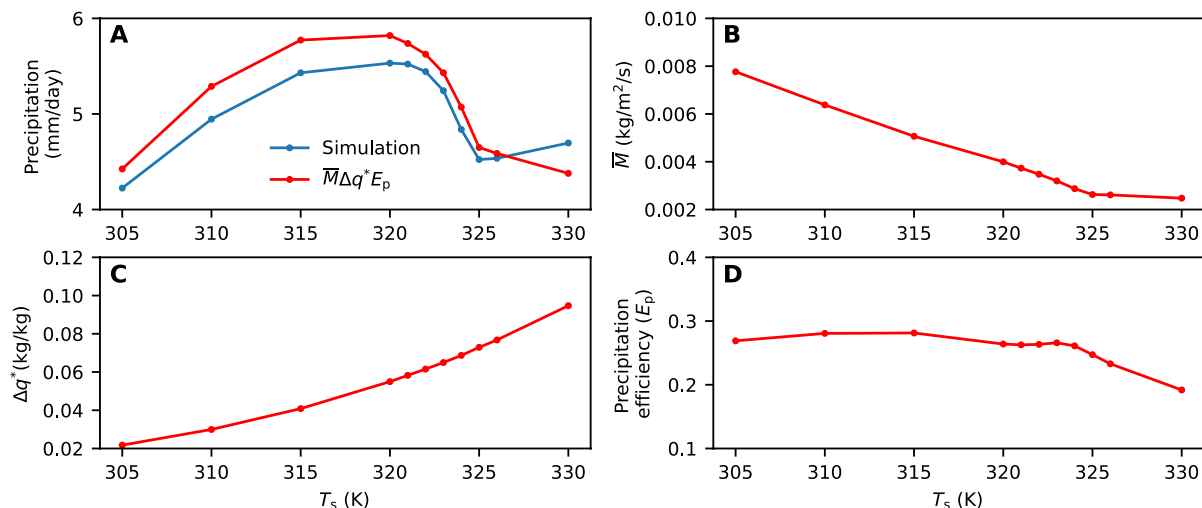 A
Precipitation
(mm/day)
6
5
4
305 310 315 320 325 330
Simulation
M̅Δq*Eₚ
B
M̅ (kg/m²/s)
0.010
0.008
0.006
0.004
0.002
305 310 315 320 325 330
C
Δq*(kg/kg)
0.12
0.10
0.08
0.06
0.04
0.02
305 310 315 320 325 330
Tₛ (K)
D
Precipitation
efficiency (Eₚ)
0.4
0.3
0.2
0.1
305 310 315 320 325 330
Tₛ (K)